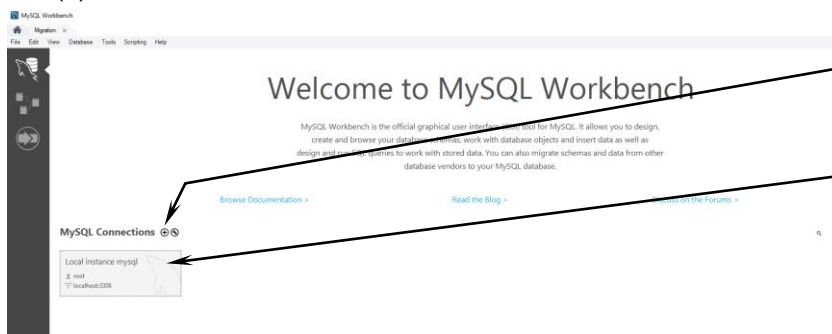 MySQL Workbench
Migration ×
File Edit View Database Tools Scripting Help
Welcome to MySQL Workbench
MySQL Workbench is the official graphical user interface (GUI) tool for MySQL. It allows you to design,
create and browse your database schemas, work with database objects and insert data as well as
design and run SQL queries to work with stored data. You can also migrate schemas and data from other
database vendors to your MySQL database.
Browse Documentation >
Read the Blog >
Discuss on the Forums >
MySQL Connections
Local instance mysql
root
localhost:3306